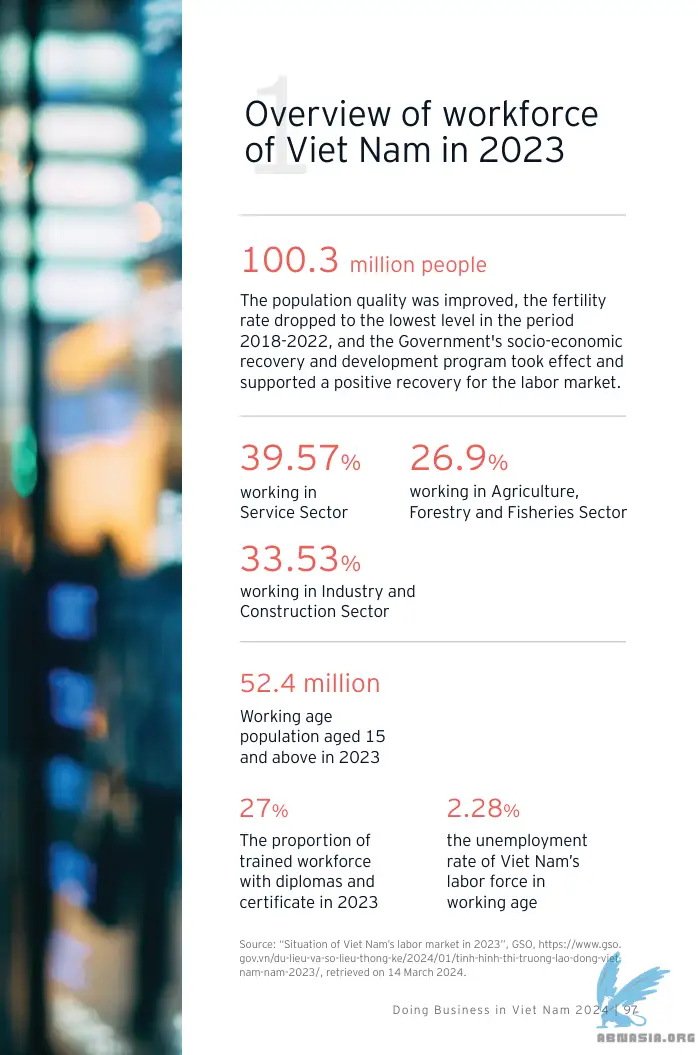 1
Overview of workforce
of Viet Nam in 2023
100.3 million people
The population quality was improved, the fertility
rate dropped to the lowest level in the period
2018-2022, and the Government's socio-economic
recovery and development program took effect and
supported a positive recovery for the labor market.
39.57%
working in
Service Sector
26.9%
working in Agriculture,
Forestry and Fisheries Sector
33.53%
working in Industry and
Construction Sector
52.4 million
Working age
population aged 15
and above in 2023
27%
The proportion of
trained workforce
with diplomas and
certificate in 2023
2.28%
the unemployment
rate of Viet Nam’s
labor force in
working age
Source: “Situation of Viet Nam’s labor market in 2023”, GSO, https://www.gso.
gov.vn/du-lieu-va-so-lieu-thong-ke/2024/01/tinh-hinh-thi-truong-lao-dong-viet-
nam-nam-2023/, retrieved on 14 March 2024.
Doing Business in Viet Nam 2024 | 97
ABNASIA.ORG